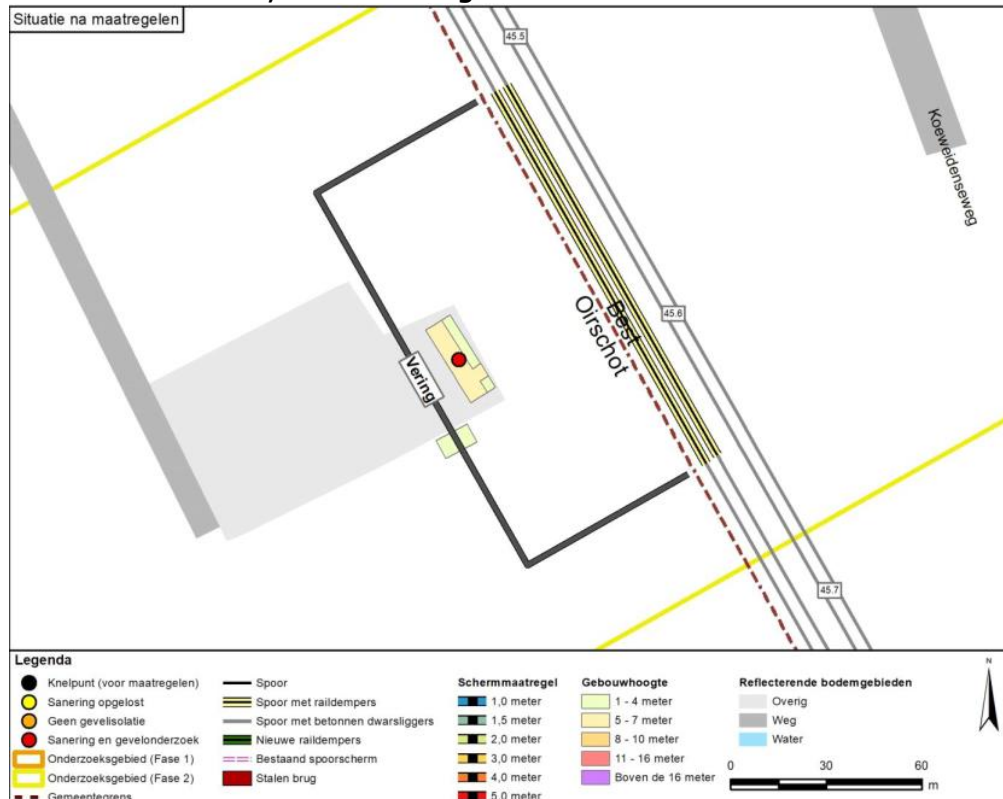 Situatie na maatregelen
45.5
Koeweidenseweg
45.6
Best
Oirschot
Vering
45.7
Legenda
Knelpunt (voor maatregelen)
Sanering opgelost
Geen gevelisolatie
Sanering en gevelonderzoek
Onderzoeksgebied (Fase 1)
Onderzoeksgebied (Fase 2)
Gemeentegrens
Spoor
Spoor met raildempers
Spoor met betonnen dwarsliggers
Nieuwe raildempers
Bestaand spoorscherm
Stalen brug
Schermmaatregel
1,0 meter
1,5 meter
2,0 meter
3,0 meter
4,0 meter
5,0 meter
Gebouwhoogte
1 - 4 meter
5 - 7 meter
8 - 10 meter
11 - 16 meter
Boven de 16 meter
Reflecterende bodemgebieden
Overig
Weg
Water
N
0 30 60
m